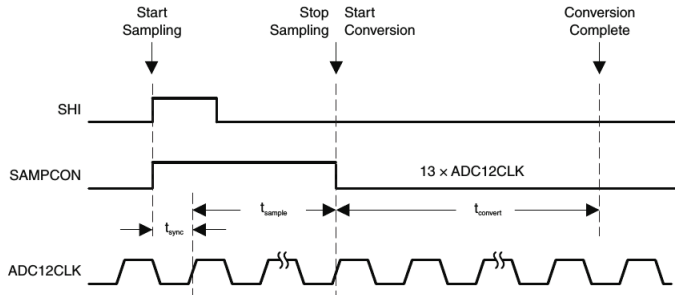 Start
Sampling
Stop
Sampling
Start
Conversion
Conversion
Complete
SHI
SAMPCON
13 × ADC12CLK
tsample
tconvert
tsync
ADC12CLK